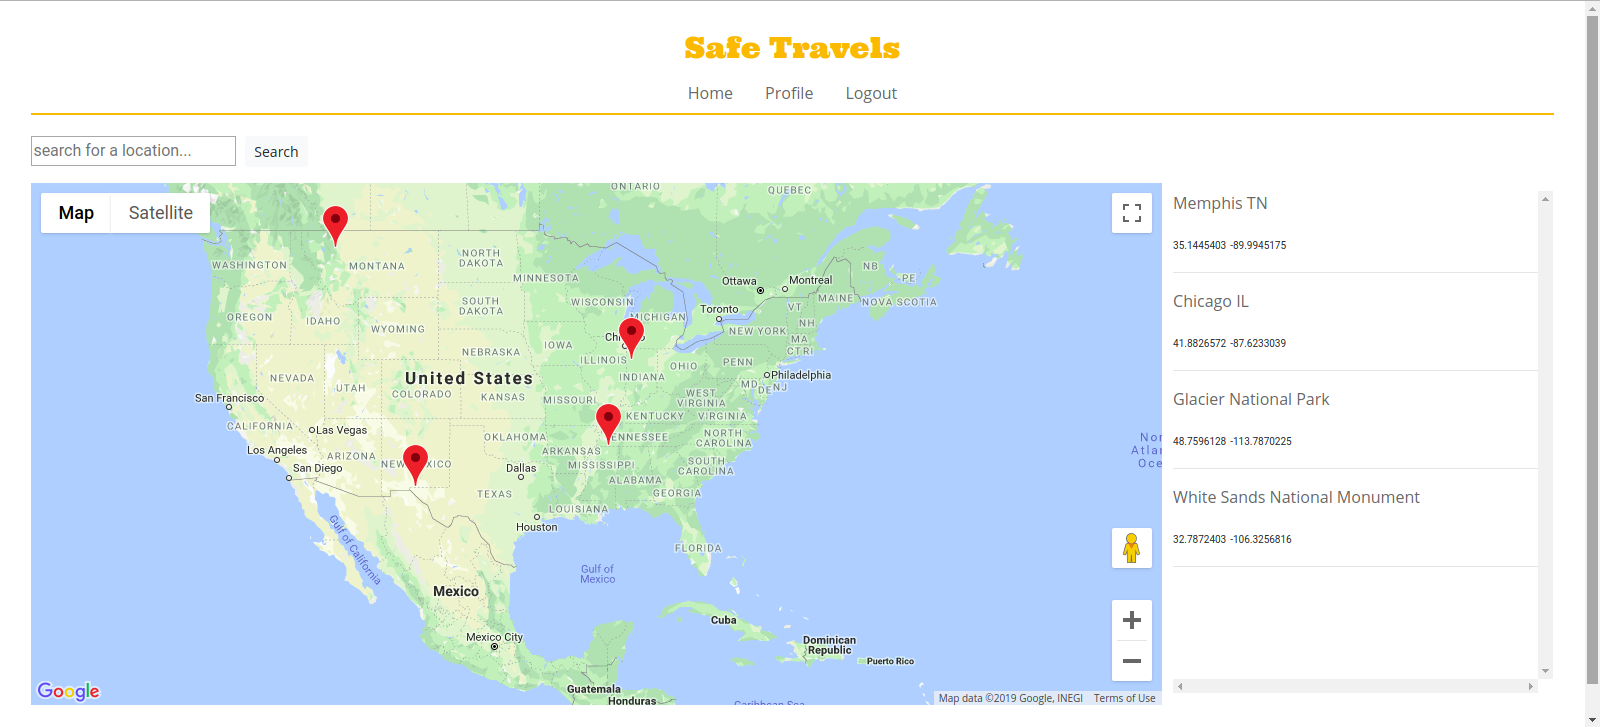 Safe Travels
Home Profile Logout
search for a location... Search
Map Satellite
ONTARIO
QUEBEC
WASHINGTON
MONTANA
NORTH DAKOTA
MINNESOTA
Ottawa
Montreal
NB
PE
MAINE
NOVA SCOTIA
OREGON
IDAHO
WYOMING
SOUTH DAKOTA
WISCONSIN
MICHIGAN
Toronto
VT
NH
NEW YORK
MA
CT RI
IOWA
ILLINOIS
INDIANA
OHIO
PENN
NEBRASKA
NEVADA
UTAH
COLORADO
United States
KANSAS
MISSOURI
WEST VIRGINIA
VIRGINIA
KENTUCKY
MD
DE
NJ
Philadelphia
San Francisco
CALIFORNIA
Las Vegas
Los Angeles
San Diego
ARIZONA
OKLAHOMA
ARKANSAS
NORTH CAROLINA
SOUTH CAROLINA
MISSISSIPPI
ALABAMA
GEORGIA
Dallas
TEXAS
LOUISIANA
Houston
FLORIDA
Gulf of California
Gulf of Mexico
Mexico
Mexico City
Cuba
Dominican Republic
Puerto Rico
Guatemala
Honduras
Caribbean Sea
Google
Map data ©2019 Google, INEGI Terms of Use
Memphis TN
35.1445403 -89.9945175
Chicago IL
41.8826572 -87.6233039
Glacier National Park
48.7596128 -113.7870225
White Sands National Monument
32.7872403 -106.3256816